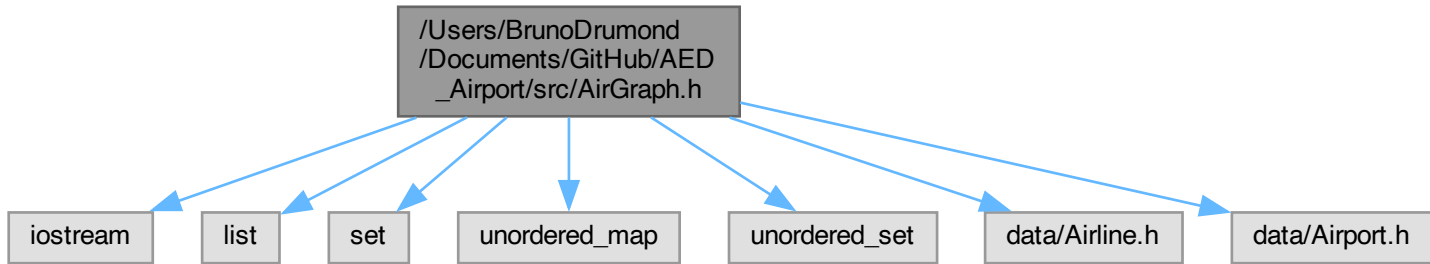 /Users/BrunoDrumond
/Documents/GitHub/AED
_Airport/src/AirGraph.h
iostream
list
set
unordered_map
unordered_set
data/Airline.h
data/Airport.h